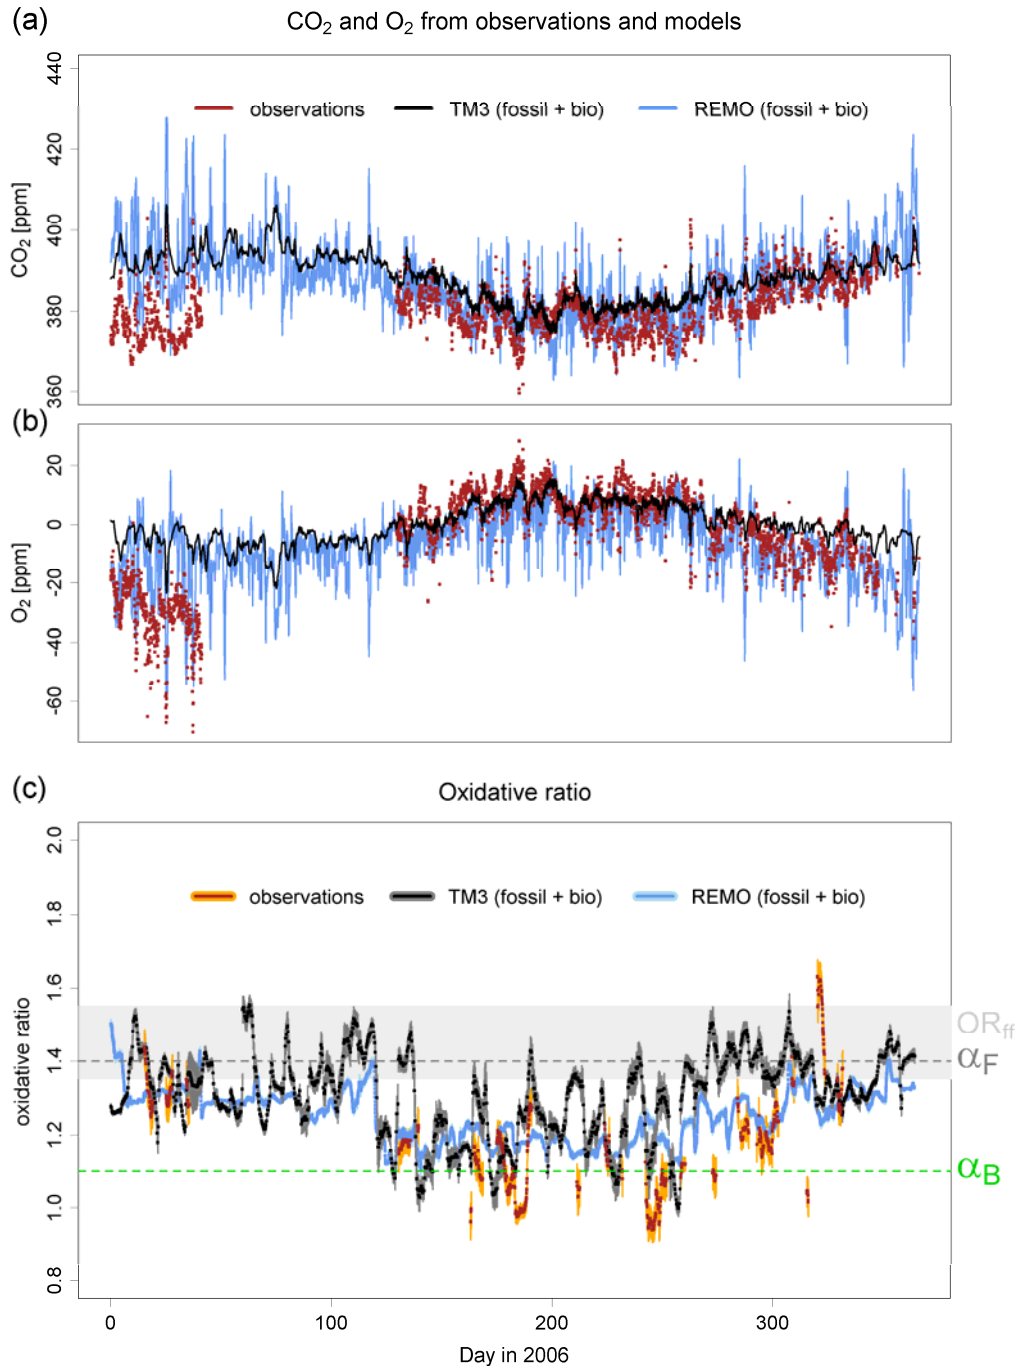 (a)
CO₂ and O₂ from observations and models
observations
TM3 (fossil + bio)
REMO (fossil + bio)
CO₂ [ppm]
440
420
400
380
360
(b)
O₂ [ppm]
20
0
-20
-40
-60
(c)
Oxidative ratio
observations
TM3 (fossil + bio)
REMO (fossil + bio)
oxidative ratio
2.0
1.8
1.6
1.4
1.2
1.0
0.8
OR_ff
α_F
α_B
0
100
200
300
Day in 2006